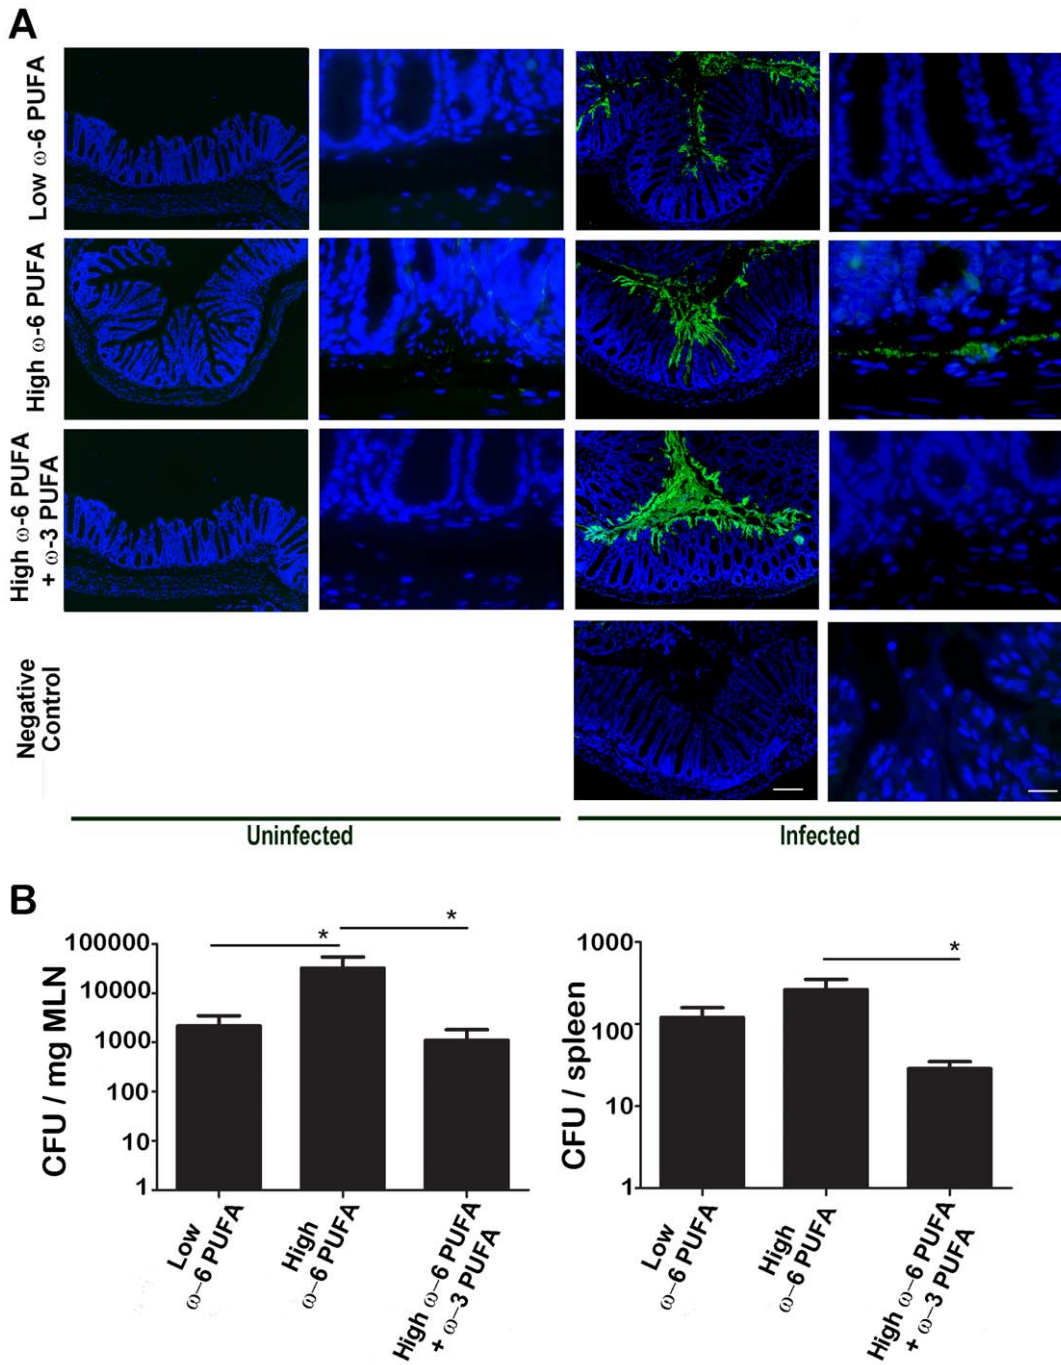 A
Low ω-6 PUFA
High ω-6 PUFA
High ω-6 PUFA
+ ω-3 PUFA
Negative
Control
Uninfected
Infected
B
CFU / mg MLN
100000
10000
1000
100
10
1
*
*
Low
ω-6 PUFA
High
ω-6 PUFA
High ω-6 PUFA
+ ω-3 PUFA
CFU / spleen
1000
100
10
1
*
Low
ω-6 PUFA
High
ω-6 PUFA
High ω-6 PUFA
+ ω-3 PUFA